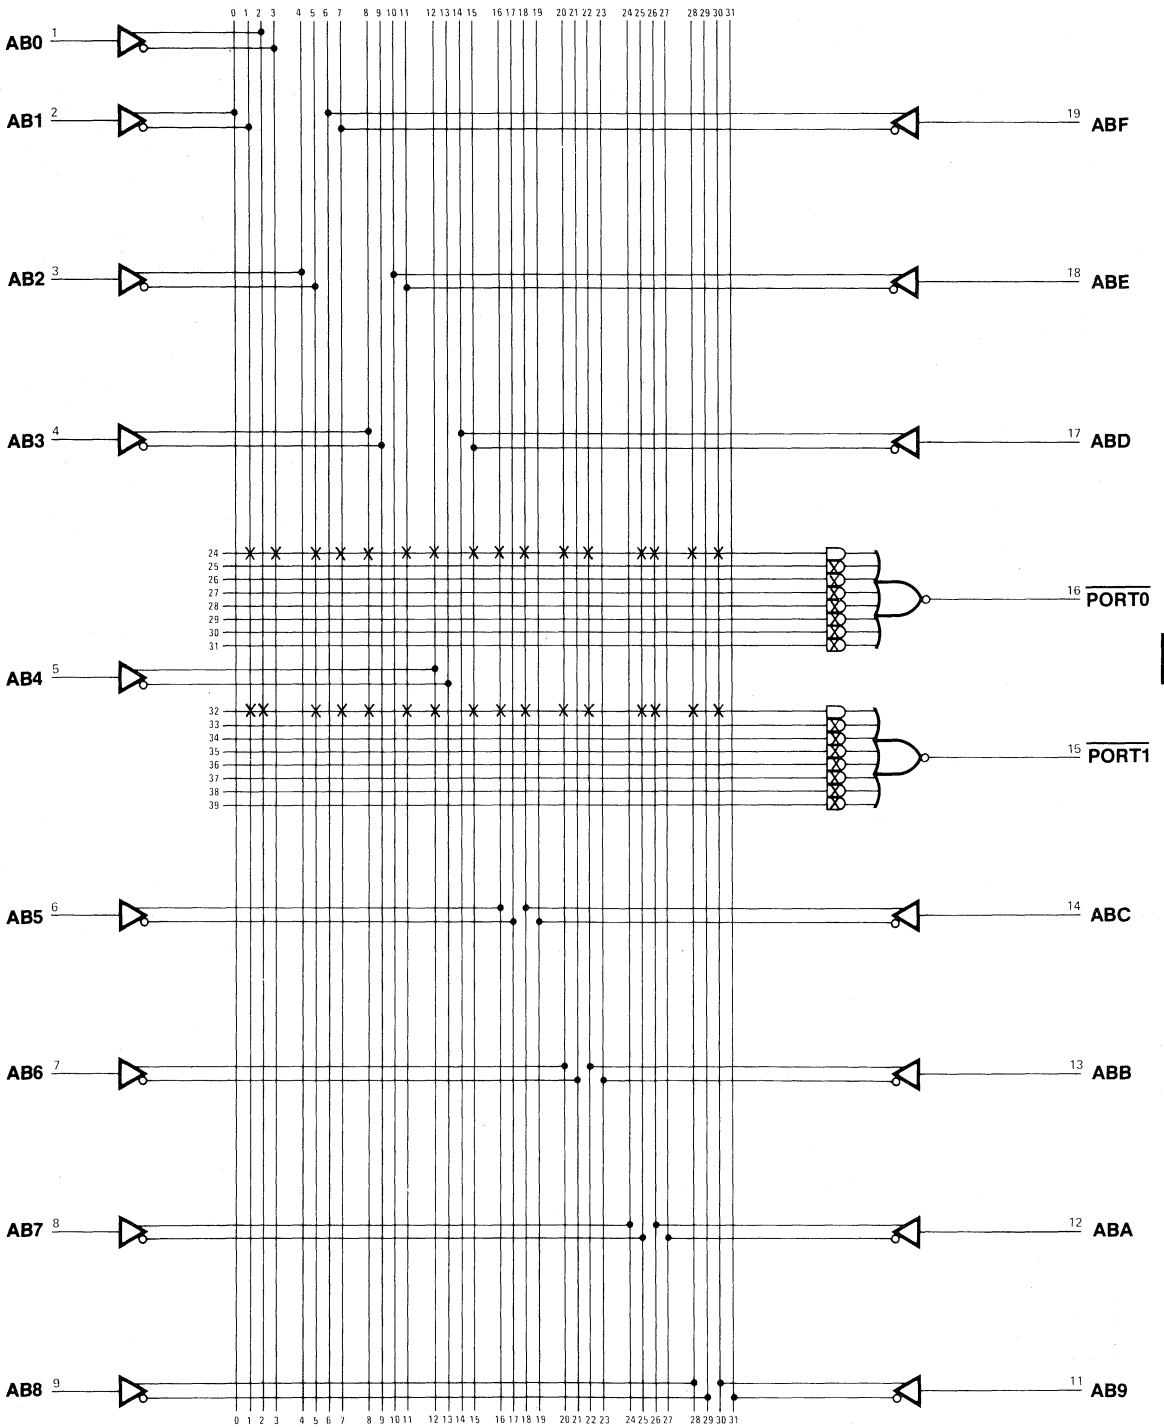 0 1 2 3 4 5 6 7 8 9 10 11 12 13 14 15 16 17 18 19 20 21 22 23 24 25 26 27 28 29 30 31
AB0 1
AB1 2
19 ABF
AB2 3
18 ABE
AB3 4
17 ABD
24
25
26
27
28
29
30
31
16 PORT0
AB4 5
32
33
34
35
36
37
38
39
15 PORT1
AB5 6
14 ABC
AB6 7
13 ABB
AB7 8
12 ABA
AB8 9
11 AB9
0 1 2 3 4 5 6 7 8 9 10 11 12 13 14 15 16 17 18 19 20 21 22 23 24 25 26 27 28 29 30 31